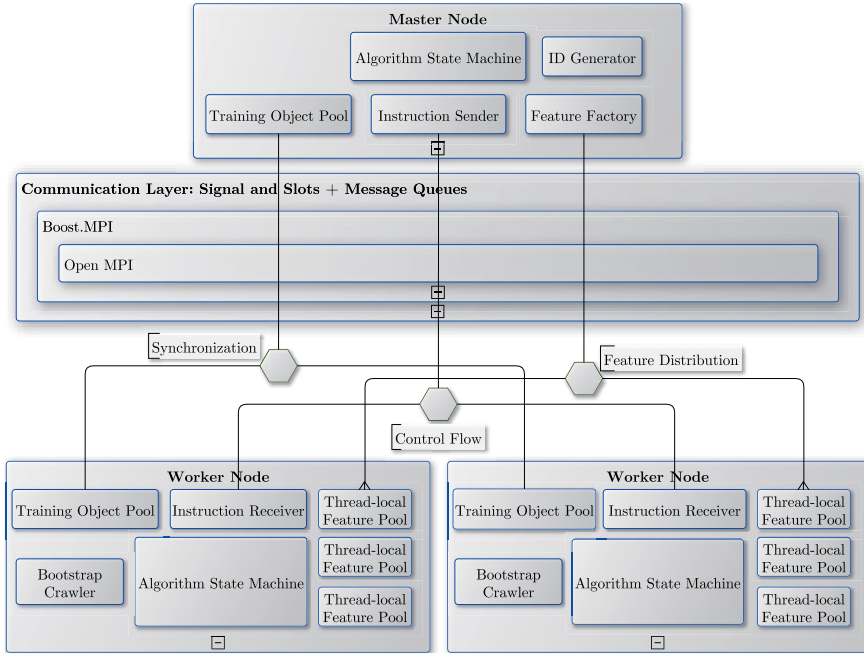 Master Node
Algorithm State Machine
ID Generator
Training Object Pool
Instruction Sender
Feature Factory
Communication Layer: Signal and Slots + Message Queues
Boost.MPI
Open MPI
Synchronization
Feature Distribution
Control Flow
Worker Node
Training Object Pool
Instruction Receiver
Thread-local
Feature Pool
Bootstrap
Crawler
Algorithm State Machine
Thread-local
Feature Pool
Thread-local
Feature Pool
Worker Node
Training Object Pool
Instruction Receiver
Thread-local
Feature Pool
Bootstrap
Crawler
Algorithm State Machine
Thread-local
Feature Pool
Thread-local
Feature Pool